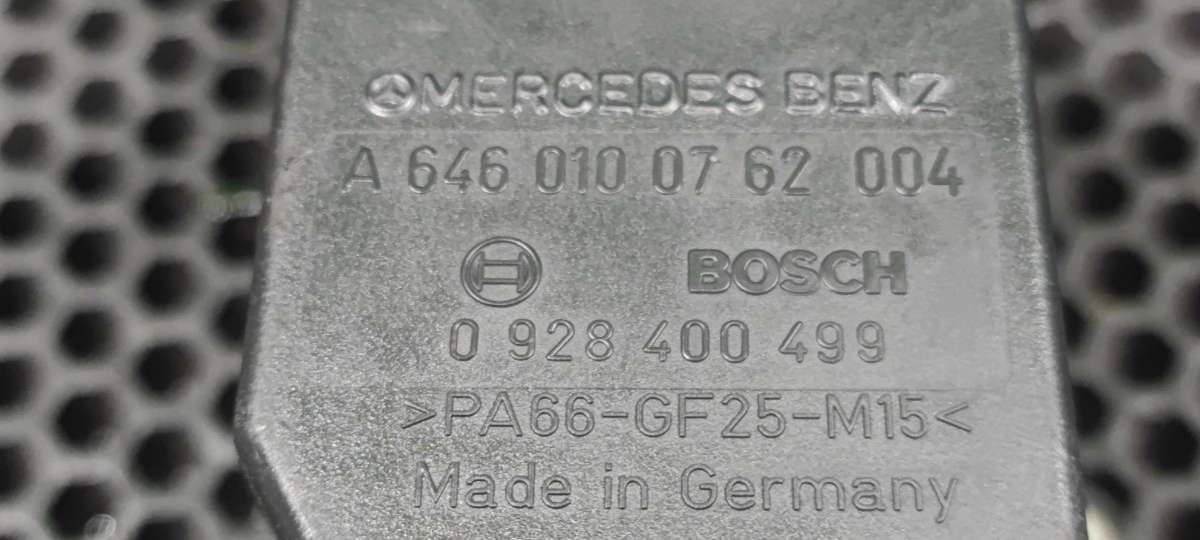 MERCEDES BENZ
A 646 010 07 62 004
BOSCH
0 928 400 499
>PA66-GF25-M15<
Made in Germany